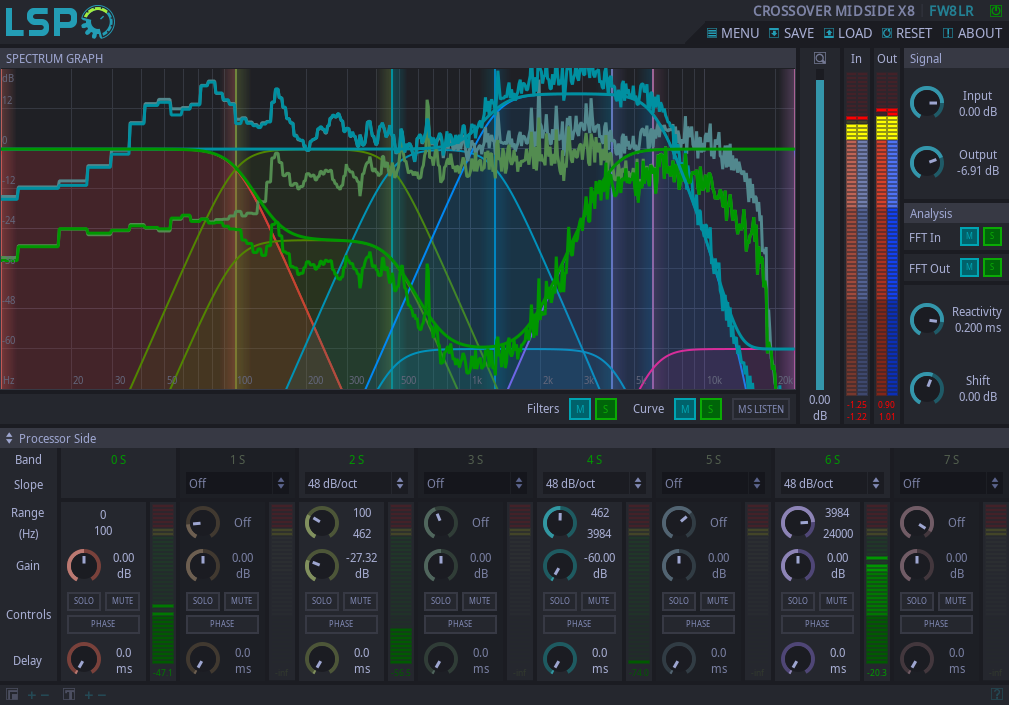 LSP
CROSSOVER MIDSIDE X8 FW8LR
MENU SAVE LOAD RESET ABOUT
SPECTRUM GRAPH
In Out
Signal
dB
12
0
-12
-24
-48
-60
Hz 20 30 50 100 200 300 500 1k 2k 3k 5k 10k 20k
0.00
dB
-1.25 0.90
-1.22 1.01
Input
0.00 dB
Output
-6.91 dB
Analysis
FFT In M S
FFT Out M S
Reactivity
0.200 ms
Shift
0.00 dB
Filters M S Curve M S MS LISTEN
Processor Side
Band 0 S 1 S 2 S 3 S 4 S 5 S 6 S 7 S
Slope Off 48 dB/oct Off 48 dB/oct Off 48 dB/oct Off
Range 0 Off 100 Off 462 Off 3984 Off
(Hz) 100 462 3984 24000
Gain 0.00 0.00 -27.32 0.00 -60.00 0.00 0.00 0.00
dB dB dB dB dB dB dB dB
Controls SOLO MUTE SOLO MUTE SOLO MUTE SOLO MUTE SOLO MUTE SOLO MUTE SOLO MUTE SOLO MUTE
PHASE PHASE PHASE PHASE PHASE PHASE PHASE PHASE
Delay 0.0 0.0 0.0 0.0 0.0 0.0 0.0 0.0
ms ms ms ms ms ms ms ms
-47.1 -inf -inf -inf -20.3 -inf